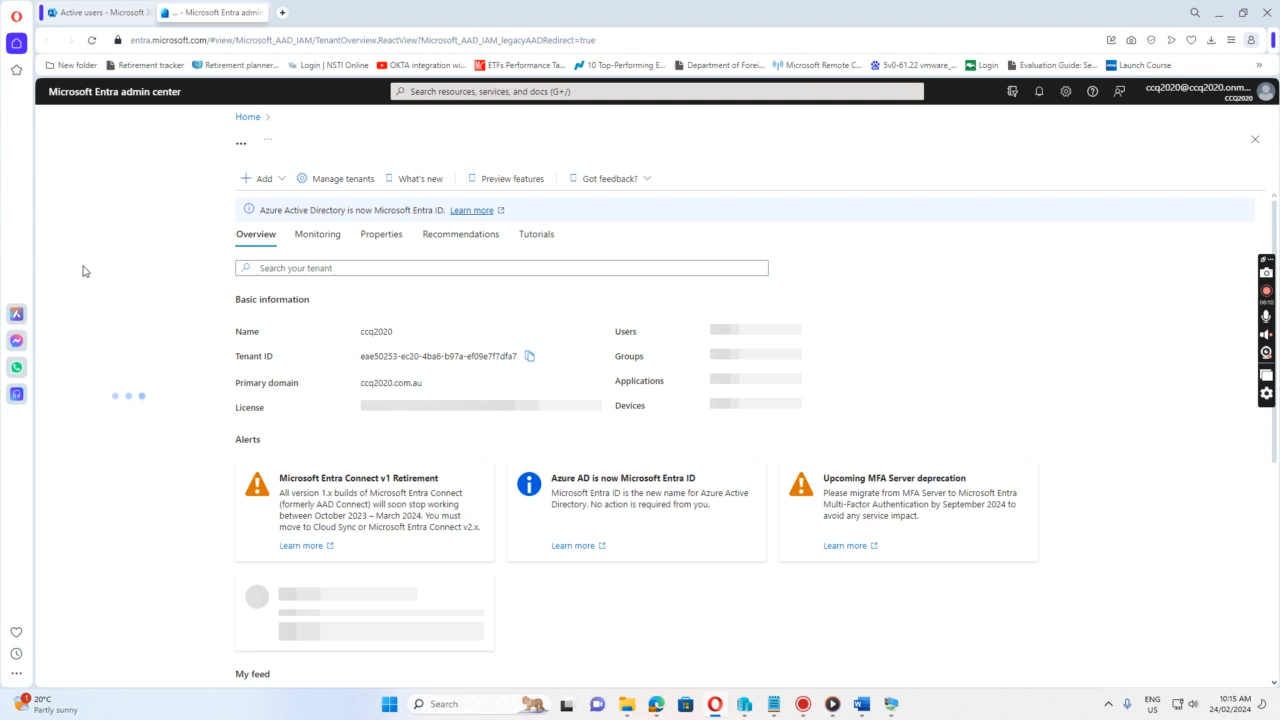 Active users - Microsoft 3
... - Microsoft Entra admin
entra.microsoft.com/#view/Microsoft_AAD_IAM/TenantOverview.ReactView?Microsoft_AAD_IAM_legacyAADRedirect=true
New folder
Retirement tracker
Retirement planner...
Login | NSTI Online
OKTA integration wi...
ETFs Performance Ta...
10 Top-Performing E...
Department of Forei...
Microsoft Remote C...
5v0-61.22 vmware_...
Login
Evaluation Guide: Se...
Launch Course
Microsoft Entra admin center
Search resources, services, and docs (G+/)
ccq2020@ccq2020.onm...
CCQ2020
Home
...
Add
Manage tenants
What's new
Preview features
Got feedback?
Azure Active Directory is now Microsoft Entra ID. Learn more
Overview
Monitoring
Properties
Recommendations
Tutorials
Search your tenant
Basic information
Name ccq2020
Tenant ID eae50253-ec20-4ba6-b97a-ef09e7f7dfa7
Primary domain ccq2020.com.au
License
Users
Groups
Applications
Devices
Alerts
Microsoft Entra Connect v1 Retirement
All version 1.x builds of Microsoft Entra Connect
(formerly AAD Connect) will soon stop working
between October 2023 – March 2024. You must
move to Cloud Sync or Microsoft Entra Connect v2.x.
Learn more
Azure AD is now Microsoft Entra ID
Microsoft Entra ID is the new name for Azure Active
Directory. No action is required from you.
Learn more
Upcoming MFA Server deprecation
Please migrate from MFA Server to Microsoft Entra
Multi-Factor Authentication by September 2024 to
avoid any service impact.
Learn more
My feed
06:10
1
20°C
Partly sunny
Search
ENG
US
10:15 AM
24/02/2024